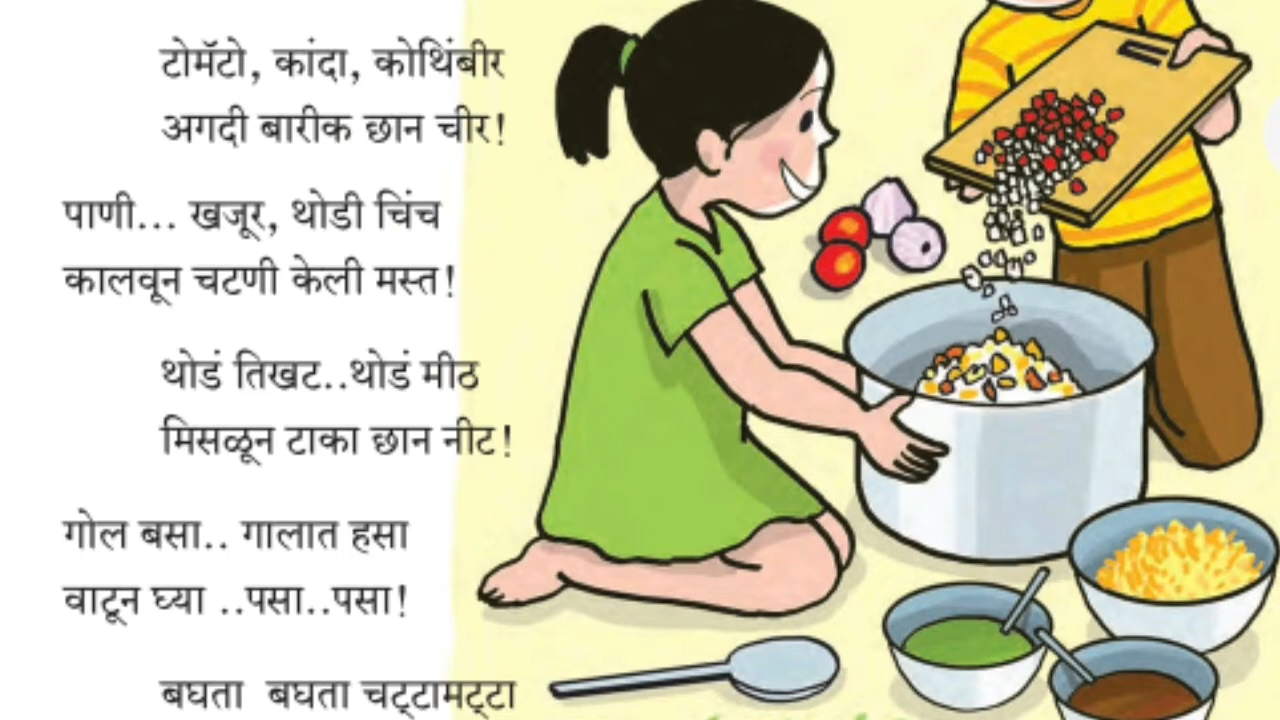 टोमॅटो, कांदा, कोथिंबीर
अगदी बारीक छान चीर!
पाणी... खजूर, थोडी चिंच
कालवून चटणी केली मस्त!
थोडं तिखट..थोडं मीठ
मिसळून टाका छान नीट!
गोल बसा.. गालात हसा
वाटून घ्या ..पसा..पसा!
बघता बघता चट्टामट्टा